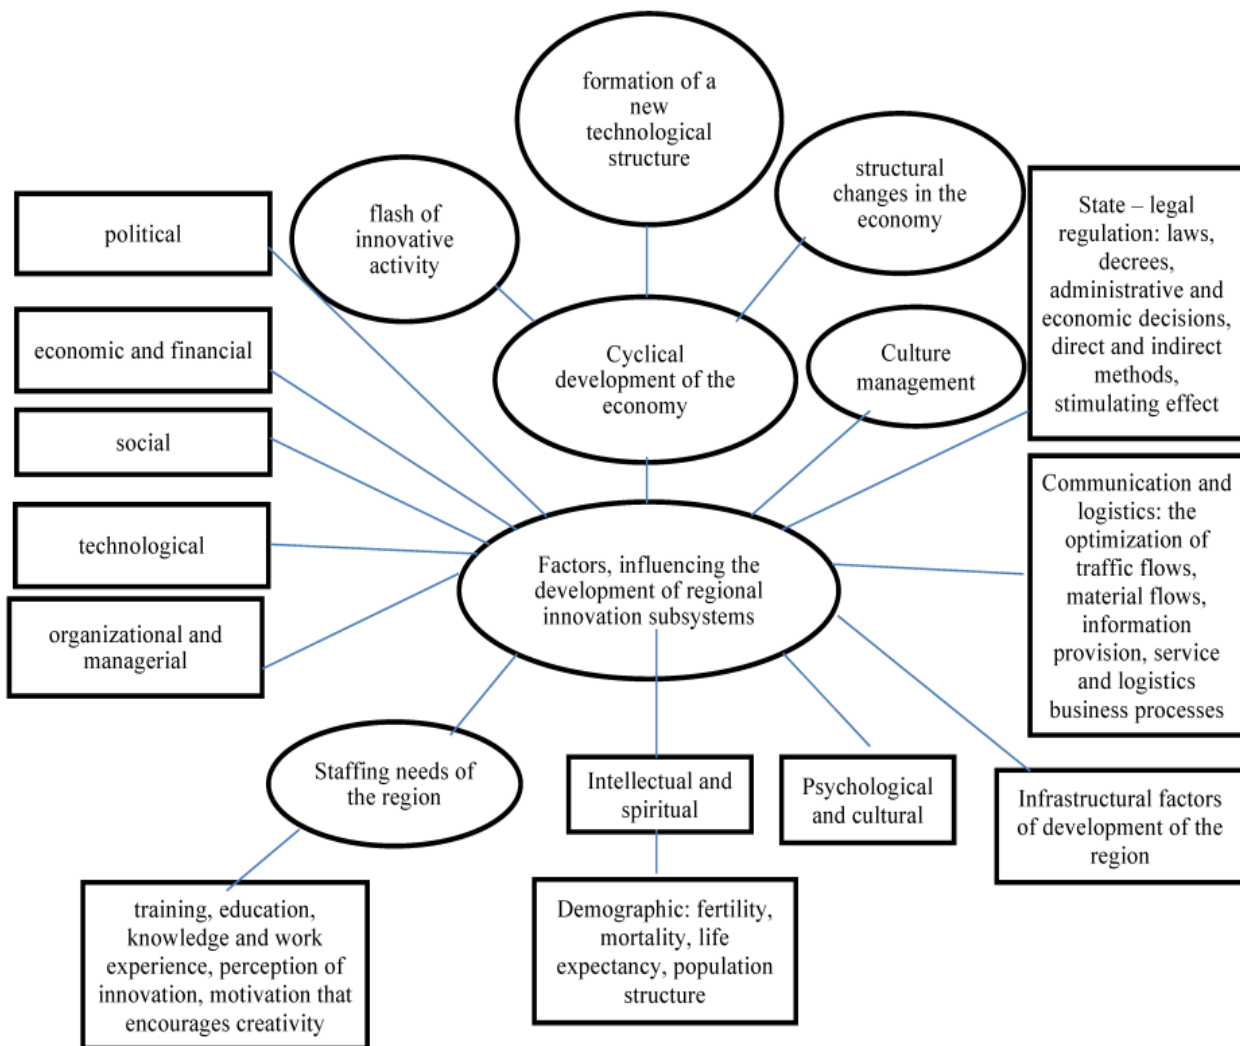 formation of a
new
technological
structure
structural
changes in the
economy
flash of
innovative
activity
political
State – legal
regulation: laws,
decrees,
administrative and
economic decisions,
direct and indirect
methods,
stimulating effect
economic and financial
Cyclical
development of the
economy
Culture
management
social
technological
organizational and
managerial
Factors, influencing the
development of regional
innovation subsystems
Communication and
logistics: the
optimization of
traffic flows,
material flows,
information
provision, service
and logistics
business processes
Staffing needs of
the region
Intellectual and
spiritual
Psychological
and cultural
Infrastructural factors
of development of the
region
training, education,
knowledge and work
experience, perception of
innovation, motivation that
encourages creativity
Demographic: fertility,
mortality, life
expectancy, population
structure